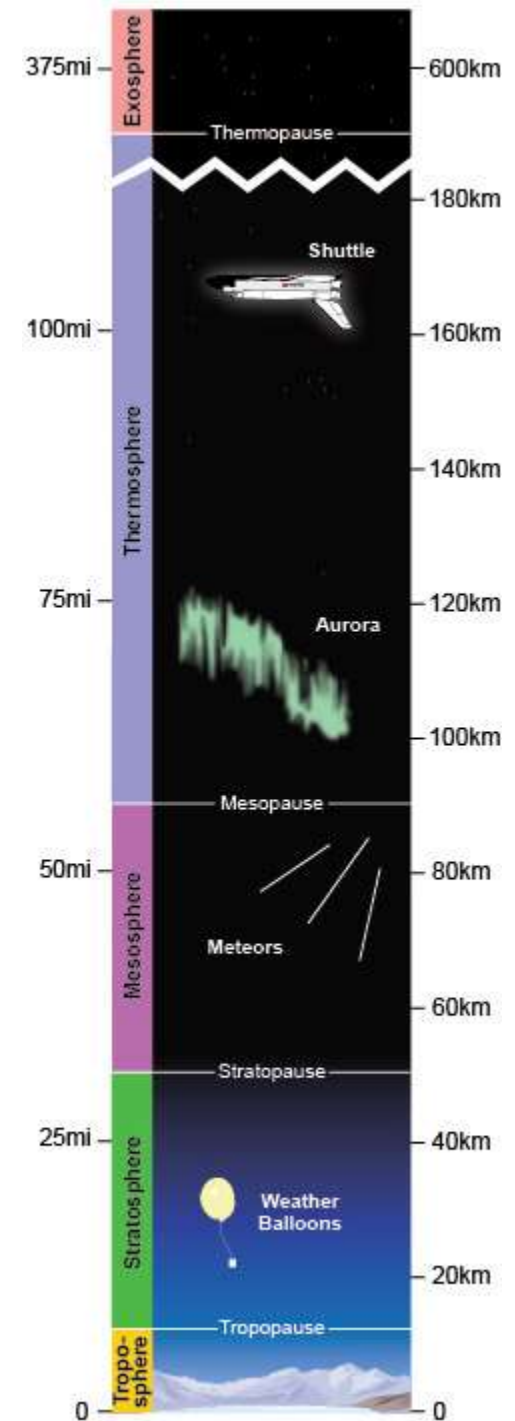 Exosphere
375mi
600km
Thermopause
180km
Shuttle
100mi
160km
Thermosphere
140km
75mi
120km
Aurora
100km
Mesopause
50mi
80km
Mesosphere
Meteors
60km
Stratopause
25mi
40km
Stratosphere
Weather
Balloons
20km
Tropopause
Tropo-
sphere
0
0